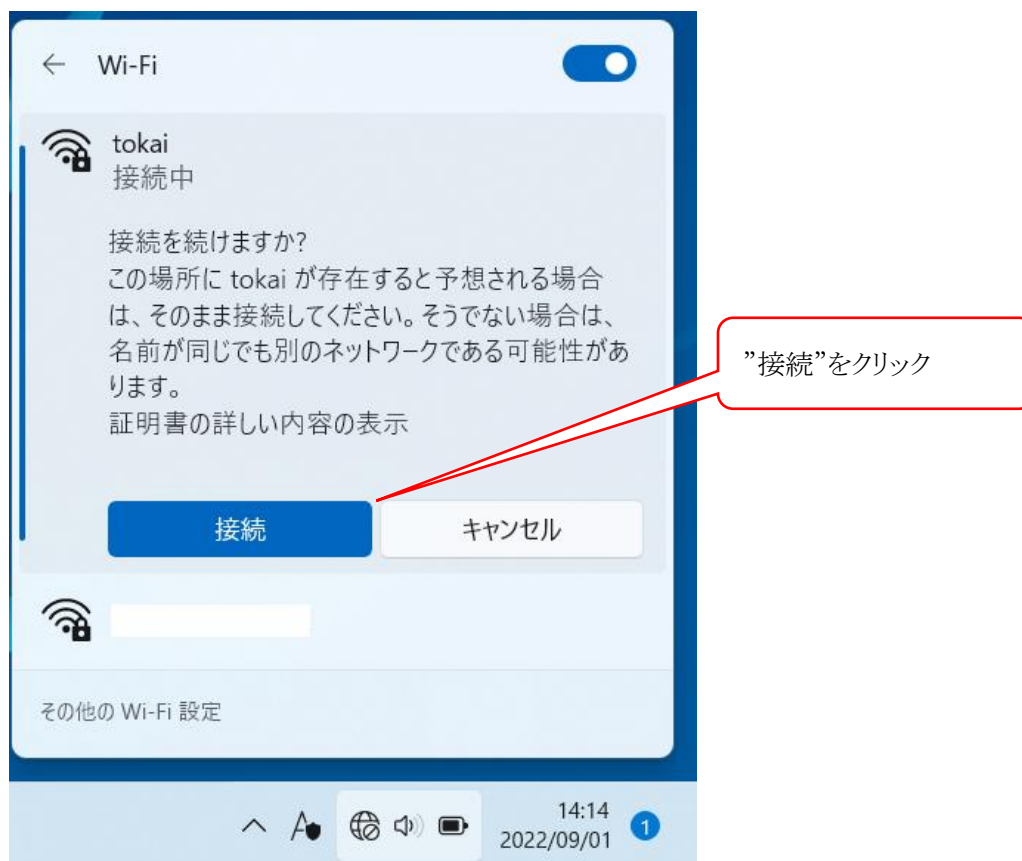 ← Wi-Fi
tokai
接続中
接続を続けますか?
この場所に tokai が存在すると予想される場合
は、そのまま接続してください。そうでない場合は、
名前が同じでも別のネットワークである可能性があ
ります。
証明書の詳しい内容の表示
接続 キャンセル
”接続”をクリック
その他の Wi-Fi 設定
14:14
2022/09/01
1